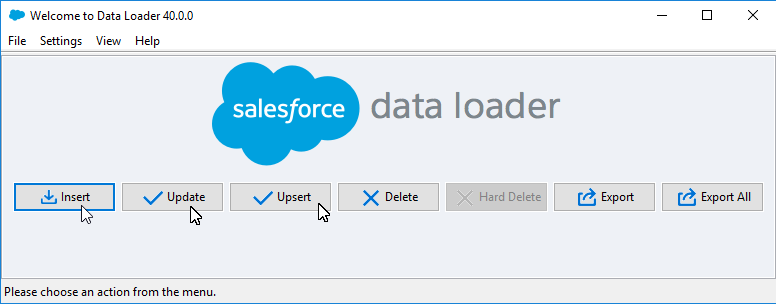 Welcome to Data Loader 40.0.0
File Settings View Help
salesforce data loader
Insert Update Upsert Delete Hard Delete Export Export All
Please choose an action from the menu.